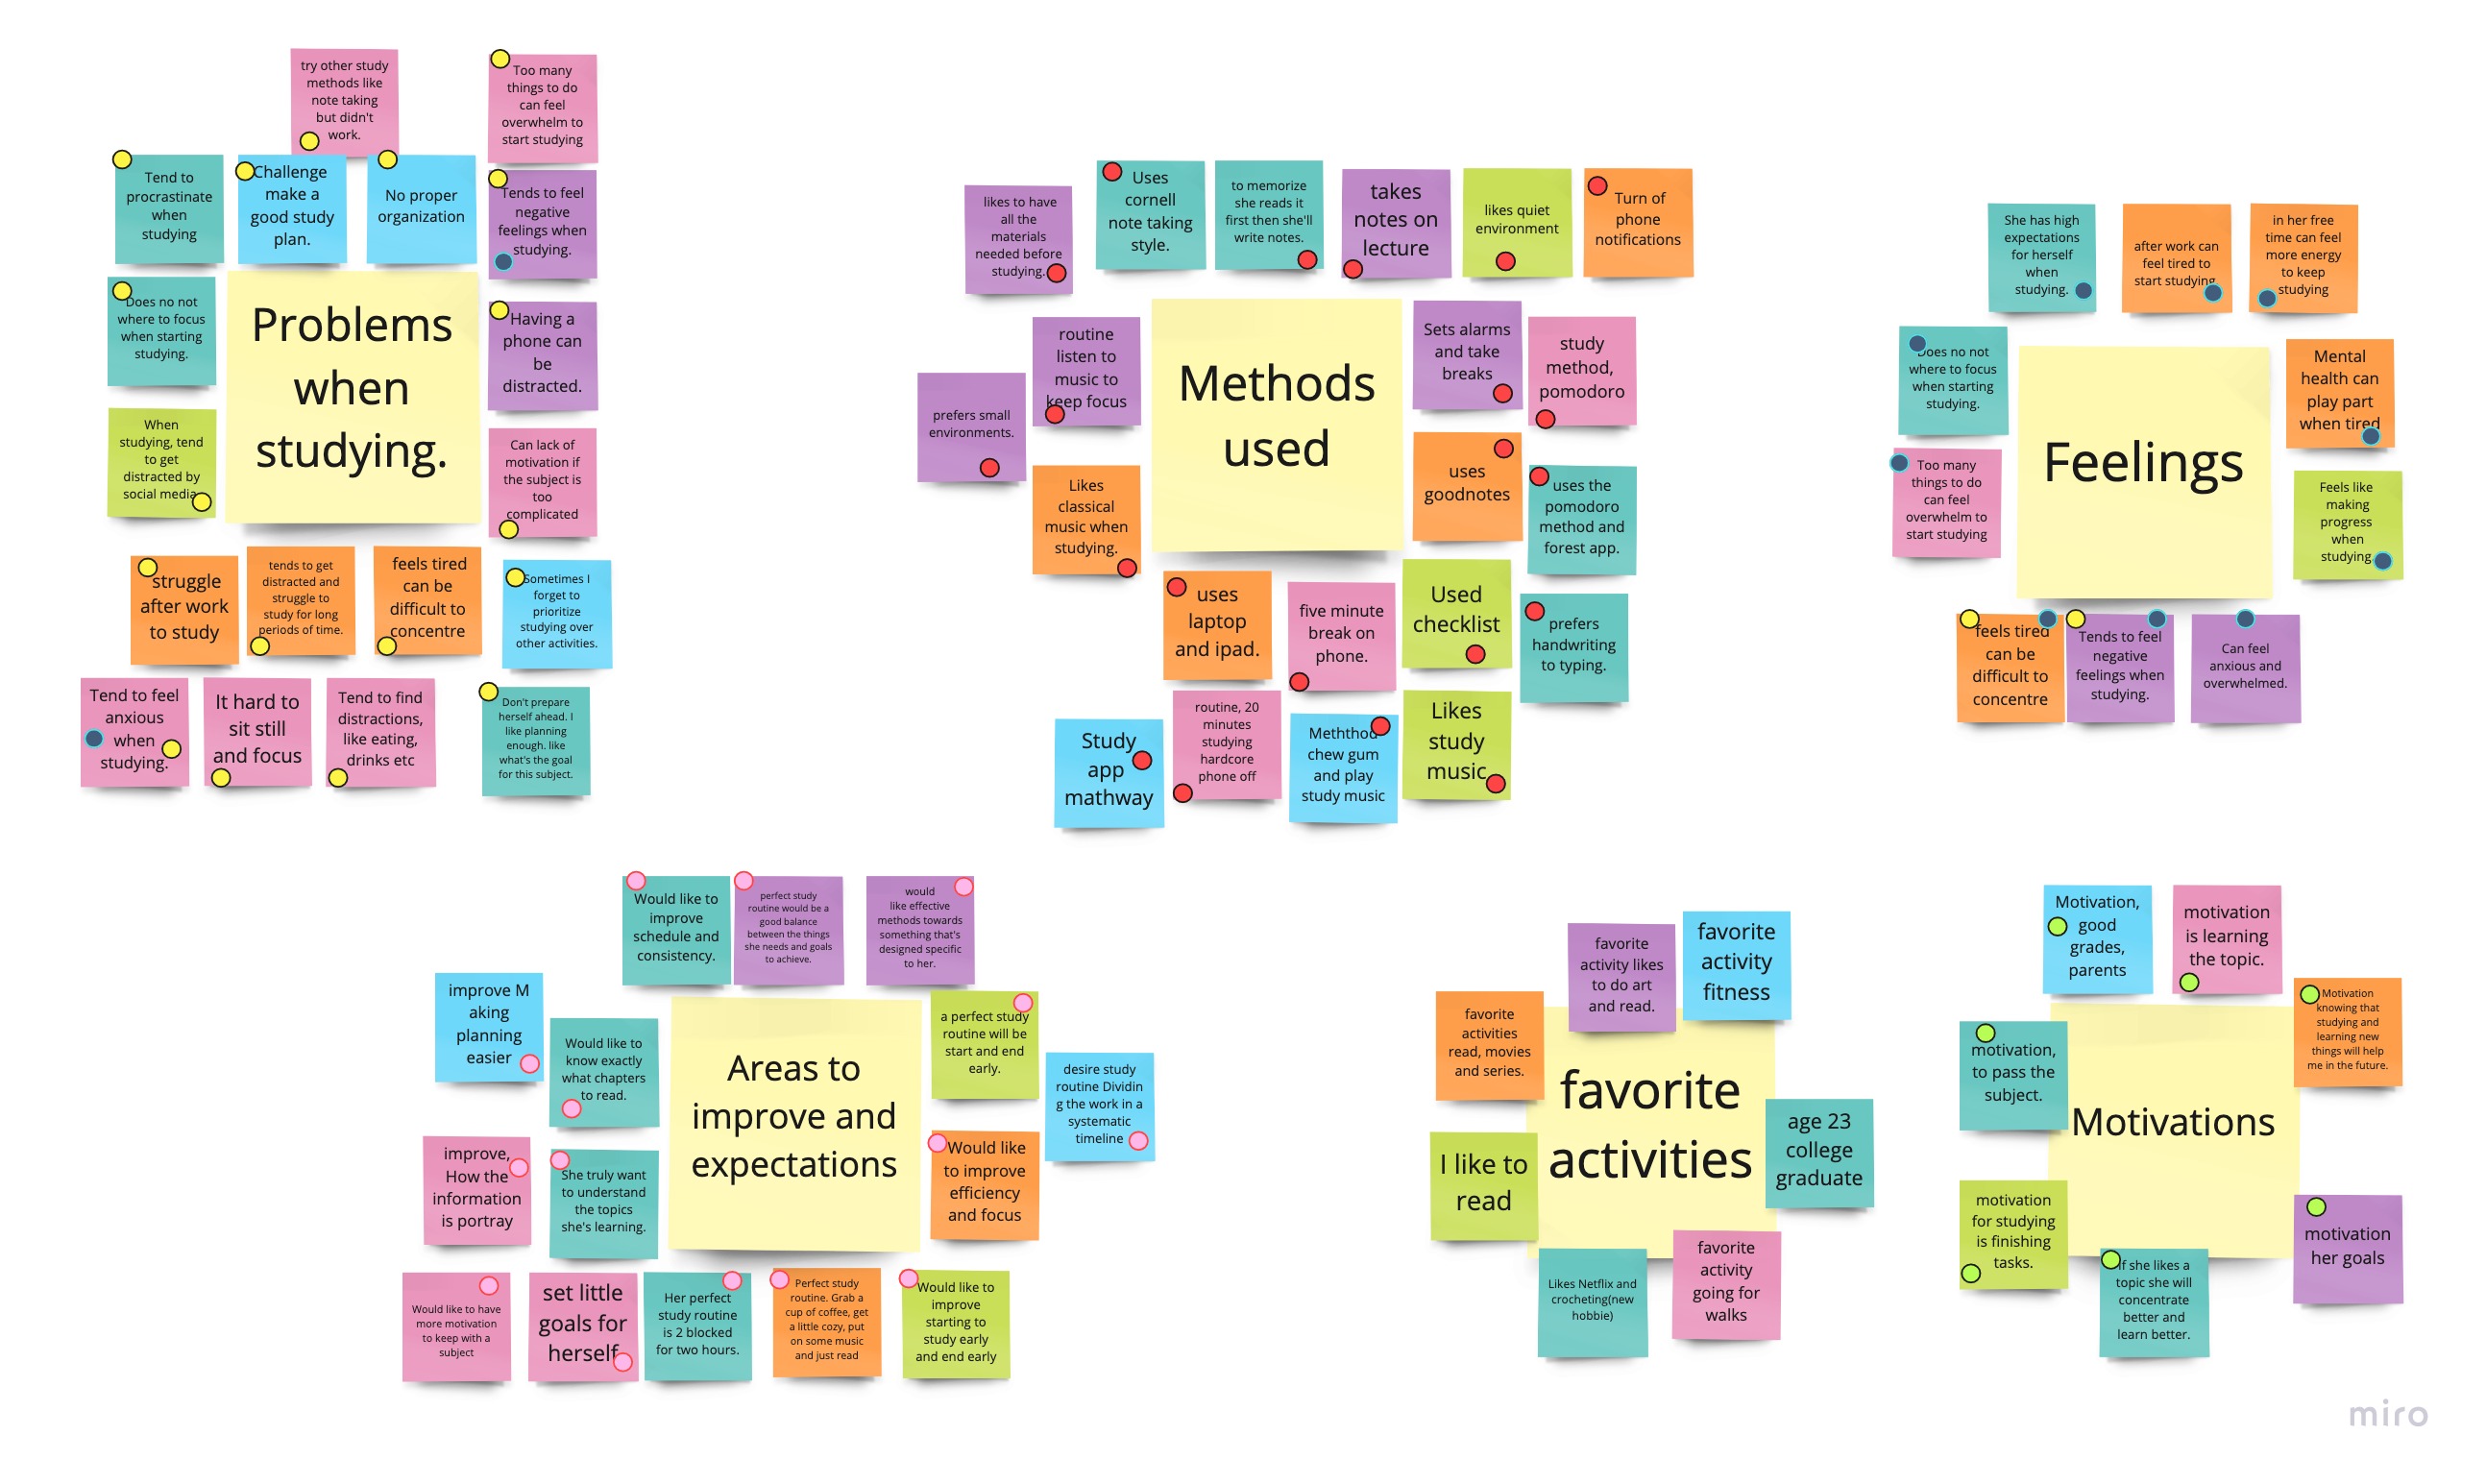 try other study
methods like
note taking
but didn't
work.
Too many
things to do
can feel
overwhelm to
start studying
Tend to
procrastinate
when
studying
Challenge
make a
good study
plan.
No proper
organization
Tends to feel
negative
feelings when
studying.
Does no not
where to focus
when starting
studying.
Problems
when
studying.
Having a
phone can
be
distracted.
When
studying, tend
to get
distracted by
social media
Can lack of
motivation if
the subject is
too
complicated
struggle
after work
to study
tends to get
distracted and
struggle to
study for long
periods of time.
feels tired
can be
difficult to
concentre
Sometimes I
forget to
prioritize
studying over
other activities.
Tend to feel
anxious
when
studying.
It hard to
sit still
and focus
Tend to find
distractions,
like eating,
drinks etc
Don't prepare
herself ahead. I
like planning
enough. like
what's the goal
for this subject.
likes to have
all the
materials
needed before
studying.
Uses
cornell
note taking
style.
to memorize
she reads it
first then she'll
write notes.
takes
notes on
lecture
likes quiet
environment
Turn of
phone
notifications
prefers small
environments.
routine
listen to
music to
keep focus
Methods
used
Sets alarms
and take
breaks
study
method,
pomodoro
Likes
classical
music when
studying.
uses
goodnotes
uses the
pomodoro
method and
forest app.
uses
laptop
and ipad.
five minute
break on
phone.
Used
checklist
prefers
handwriting
to typing.
Study
app
mathway
routine, 20
minutes
studying
hardcore
phone off
Meththod
chew gum
and play
study music
Likes
study
music
She has high
expectations
for herself
when
studying.
after work can
feel tired to
start studying
in her free
time can feel
more energy
to keep
studying
Does no not
where to focus
when starting
studying.
Feelings
Mental
health can
play part
when tired
Too many
things to do
can feel
overwhelm to
start studying
Feels like
making
progress
when
studying
feels tired
can be
difficult to
concentre
Tends to feel
negative
feelings when
studying.
Can feel
anxious and
overwhelmed.
Would like to
improve
schedule and
consistency.
perfect study
routine would be a
good balance
between the things
she needs and goals
to achieve.
would
like effective
methods towards
something that's
designed specific
to her.
improve M
aking
planning
easier
Would like to
know exactly
what chapters
to read.
Areas to
improve and
expectations
a perfect study
routine will be
start and end
early.
desire study
routine Dividin
g the work in a
systematic
timeline
improve,
How the
information
is portray
She truly want
to understand
the topics
she's learning.
Would like
to improve
efficiency
and focus
Would like to have
more motivation
to keep with a
subject
set little
goals for
herself
Her perfect
study routine
is 2 blocked
for two hours.
Perfect study
routine. Grab a
cup of coffee, get
a little cozy, put
on some music
and just read
Would like to
improve
starting to
study early
and end early
favorite
activity likes
to do art
and read.
favorite
activity
fitness
favorite
activities
read, movies
and series.
favorite
activities
age 23
college
graduate
I like to
read
Likes Netflix and
crocheting(new
hobbie)
favorite
activity
going for
walks
Motivation,
good
grades,
parents
motivation
is learning
the topic.
Motivation
knowing that
studying and
learning new
things will help
me in the future.
motivation,
to pass the
subject.
Motivations
motivation
for studying
is finishing
tasks.
motivation
her goals
If she likes a
topic she will
concentrate
better and
learn better.
miro